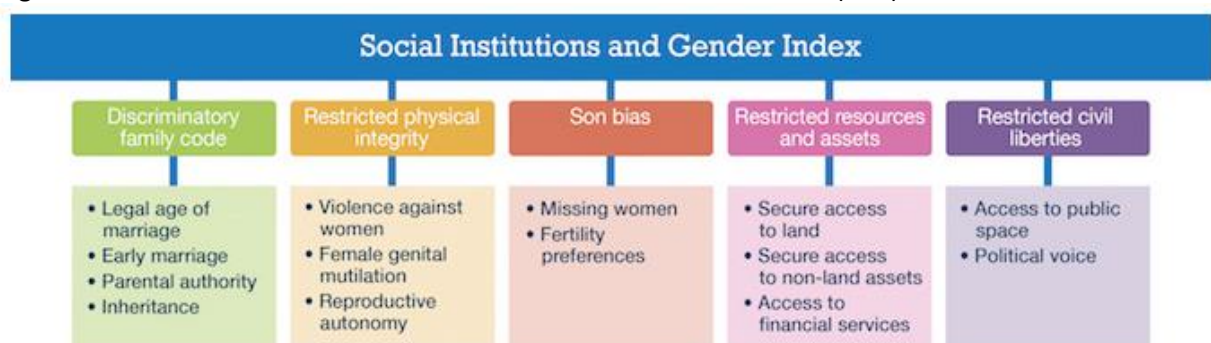 Social Institutions and Gender Index
Discriminatory
family code
Restricted physical
integrity
Son bias
Restricted resources
and assets
Restricted civil
liberties
• Legal age of
marriage
• Early marriage
• Parental authority
• Inheritance
• Violence against
women
• Female genital
mutilation
• Reproductive
autonomy
• Missing women
• Fertility
preferences
• Secure access
to land
• Secure access
to non-land assets
• Access to
financial services
• Access to public
space
• Political voice